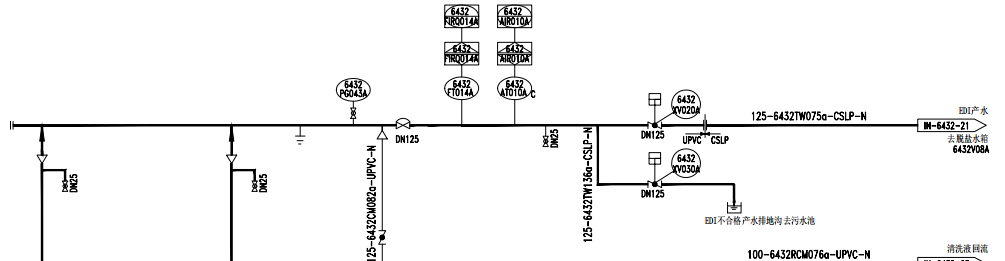 6432
FIRQ014A
6432
AIR010A
6432
FIRQ014A
6432
AIR010A
6432
PG043A
6432
FT014A
6432
AT010A
C
6432
XV020A
125-6432TW075a-CSLP-N
EDI产水
IN-6432-21
去脱盐水箱
6432V08A
DN125
DN25
DN125
UPVC
CSLP
6432
XV030A
DN125
DN25
DN25
125-6432CM082a-UPVC-N
125-6432TW136a-CSLP-N
EDI不合格产水排地沟去污水池
100-6432RCM076a-UPVC-N
清洗液回流